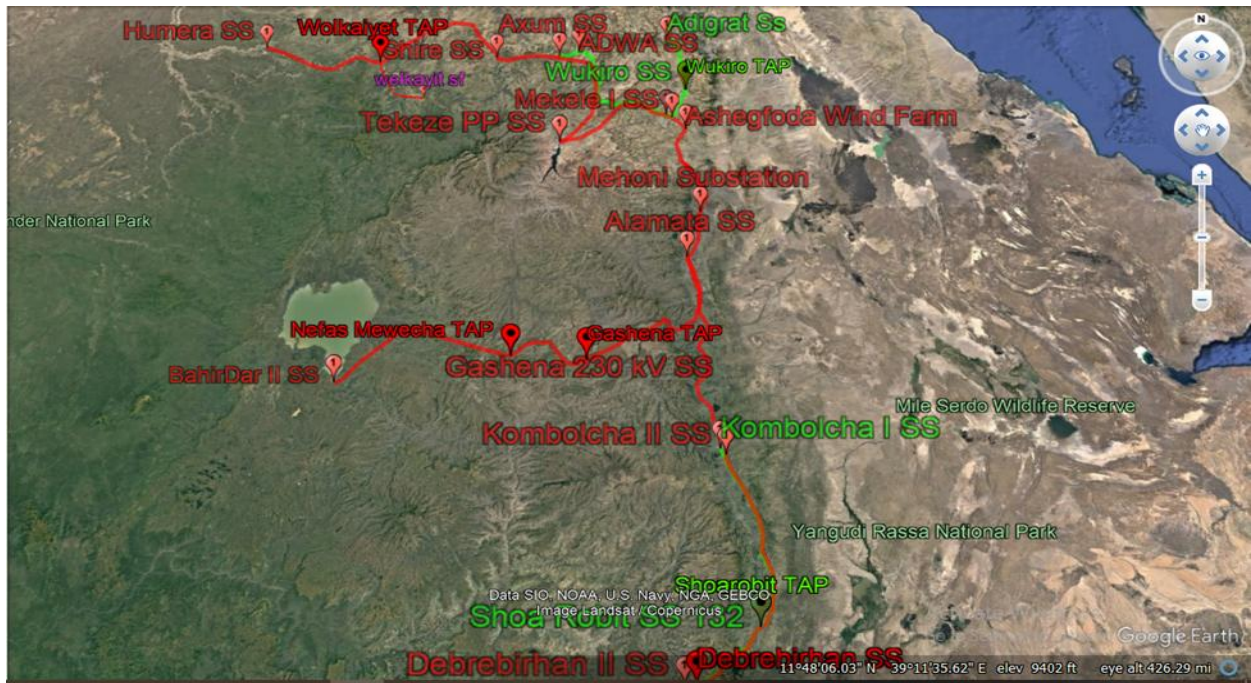 Humera SS
Wolkaiyet TAP
Shire SS
welkayit sf
Axum SS
ADWA SS
Adigrat Ss
Wukiro SS
Wukiro TAP
Mekele I SS
Ashegfoda Wind Farm
Tekeze PP SS
Mehoni Substation
Alamata SS
nder National Park
Nefas Mewecha TAP
Gashena TAP
Gashena 230 kV SS
BahirDar II SS
Mile Serdo Wildlife Reserve
Kombolcha II SS
Kombolcha I SS
Yangudi Rassa National Park
Shoarobit TAP
Data SIO, NOAA, U.S. Navy, NGA, GEBCO
Image Landsat / Copernicus
Shoa Robit SS 132
Google Earth
Debrebirhan II SS
Debrebirhan SS
11°48'06.03" N 39°11'35.62" E elev 9402 ft eye alt 426.29 mi
N